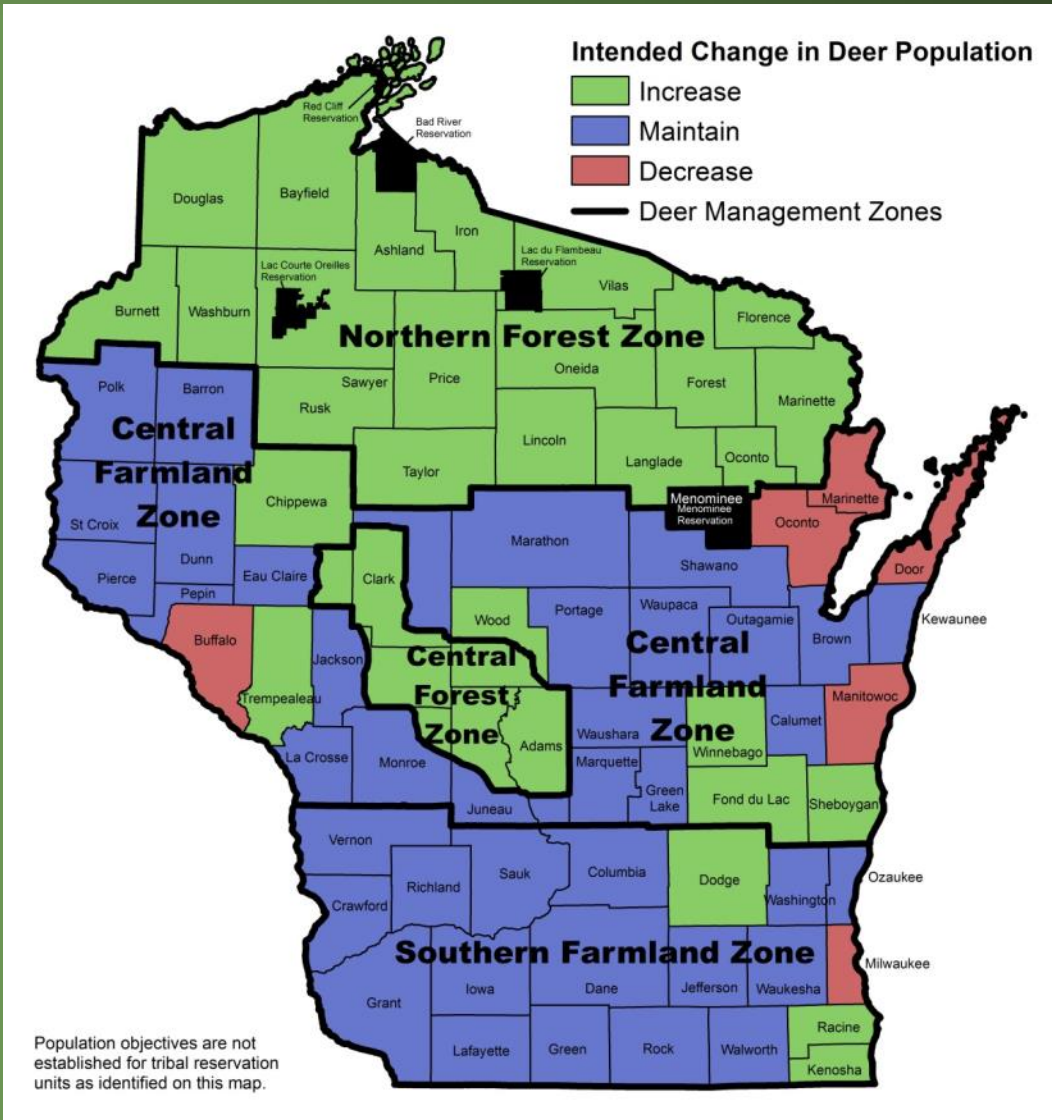 Intended Change in Deer Population
Increase
Maintain
Decrease
Deer Management Zones
Red Cliff
Reservation
Bad River
Reservation
Douglas
Bayfield
Ashland
Iron
Lac Courte Oreilles
Reservation
Lac du Flambeau
Reservation
Vilas
Burnett
Washburn
Florence
Northern Forest Zone
Sawyer
Price
Oneida
Forest
Marinette
Polk
Barron
Rusk
Central
Farmland
Zone
Lincoln
Langlade
Oconto
Taylor
Chippewa
Menominee
Menominee
Reservation
Marinette
Oconto
St Croix
Marathon
Dunn
Shawano
Door
Pierce
Eau Claire
Clark
Pepin
Wood
Portage
Waupaca
Outagamie
Brown
Kewaunee
Buffalo
Jackson
Trempealeau
Central
Forest
Zone
Central
Farmland
Zone
Manitowoc
Adams
Waushara
Winnebago
Calumet
La Crosse
Monroe
Marquette
Green
Lake
Fond du Lac
Sheboygan
Juneau
Vernon
Sauk
Columbia
Dodge
Ozaukee
Richland
Washington
Crawford
Southern Farmland Zone
Milwaukee
Grant
Iowa
Dane
Jefferson
Waukesha
Racine
Lafayette
Green
Rock
Walworth
Kenosha
Population objectives are not
established for tribal reservation
units as identified on this map.